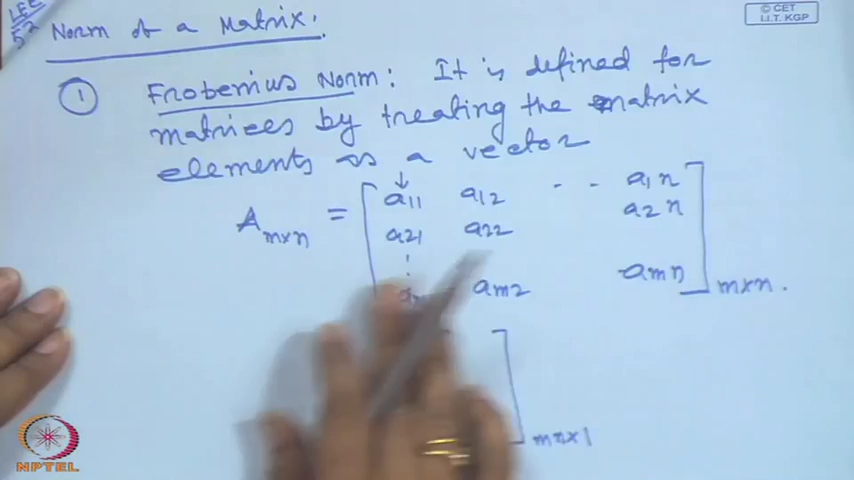 LEC
52
© CET
I.I.T. KGP
Norm of a Matrix.
① Frobenius Norm: It is defined for
matrices by treating the matrix
elements as a vector
A m×n = [ a11 a12 - - a1n
a21 a22 a2n
⋮
am2 amn ] m×n.
] mn×1
NPTEL